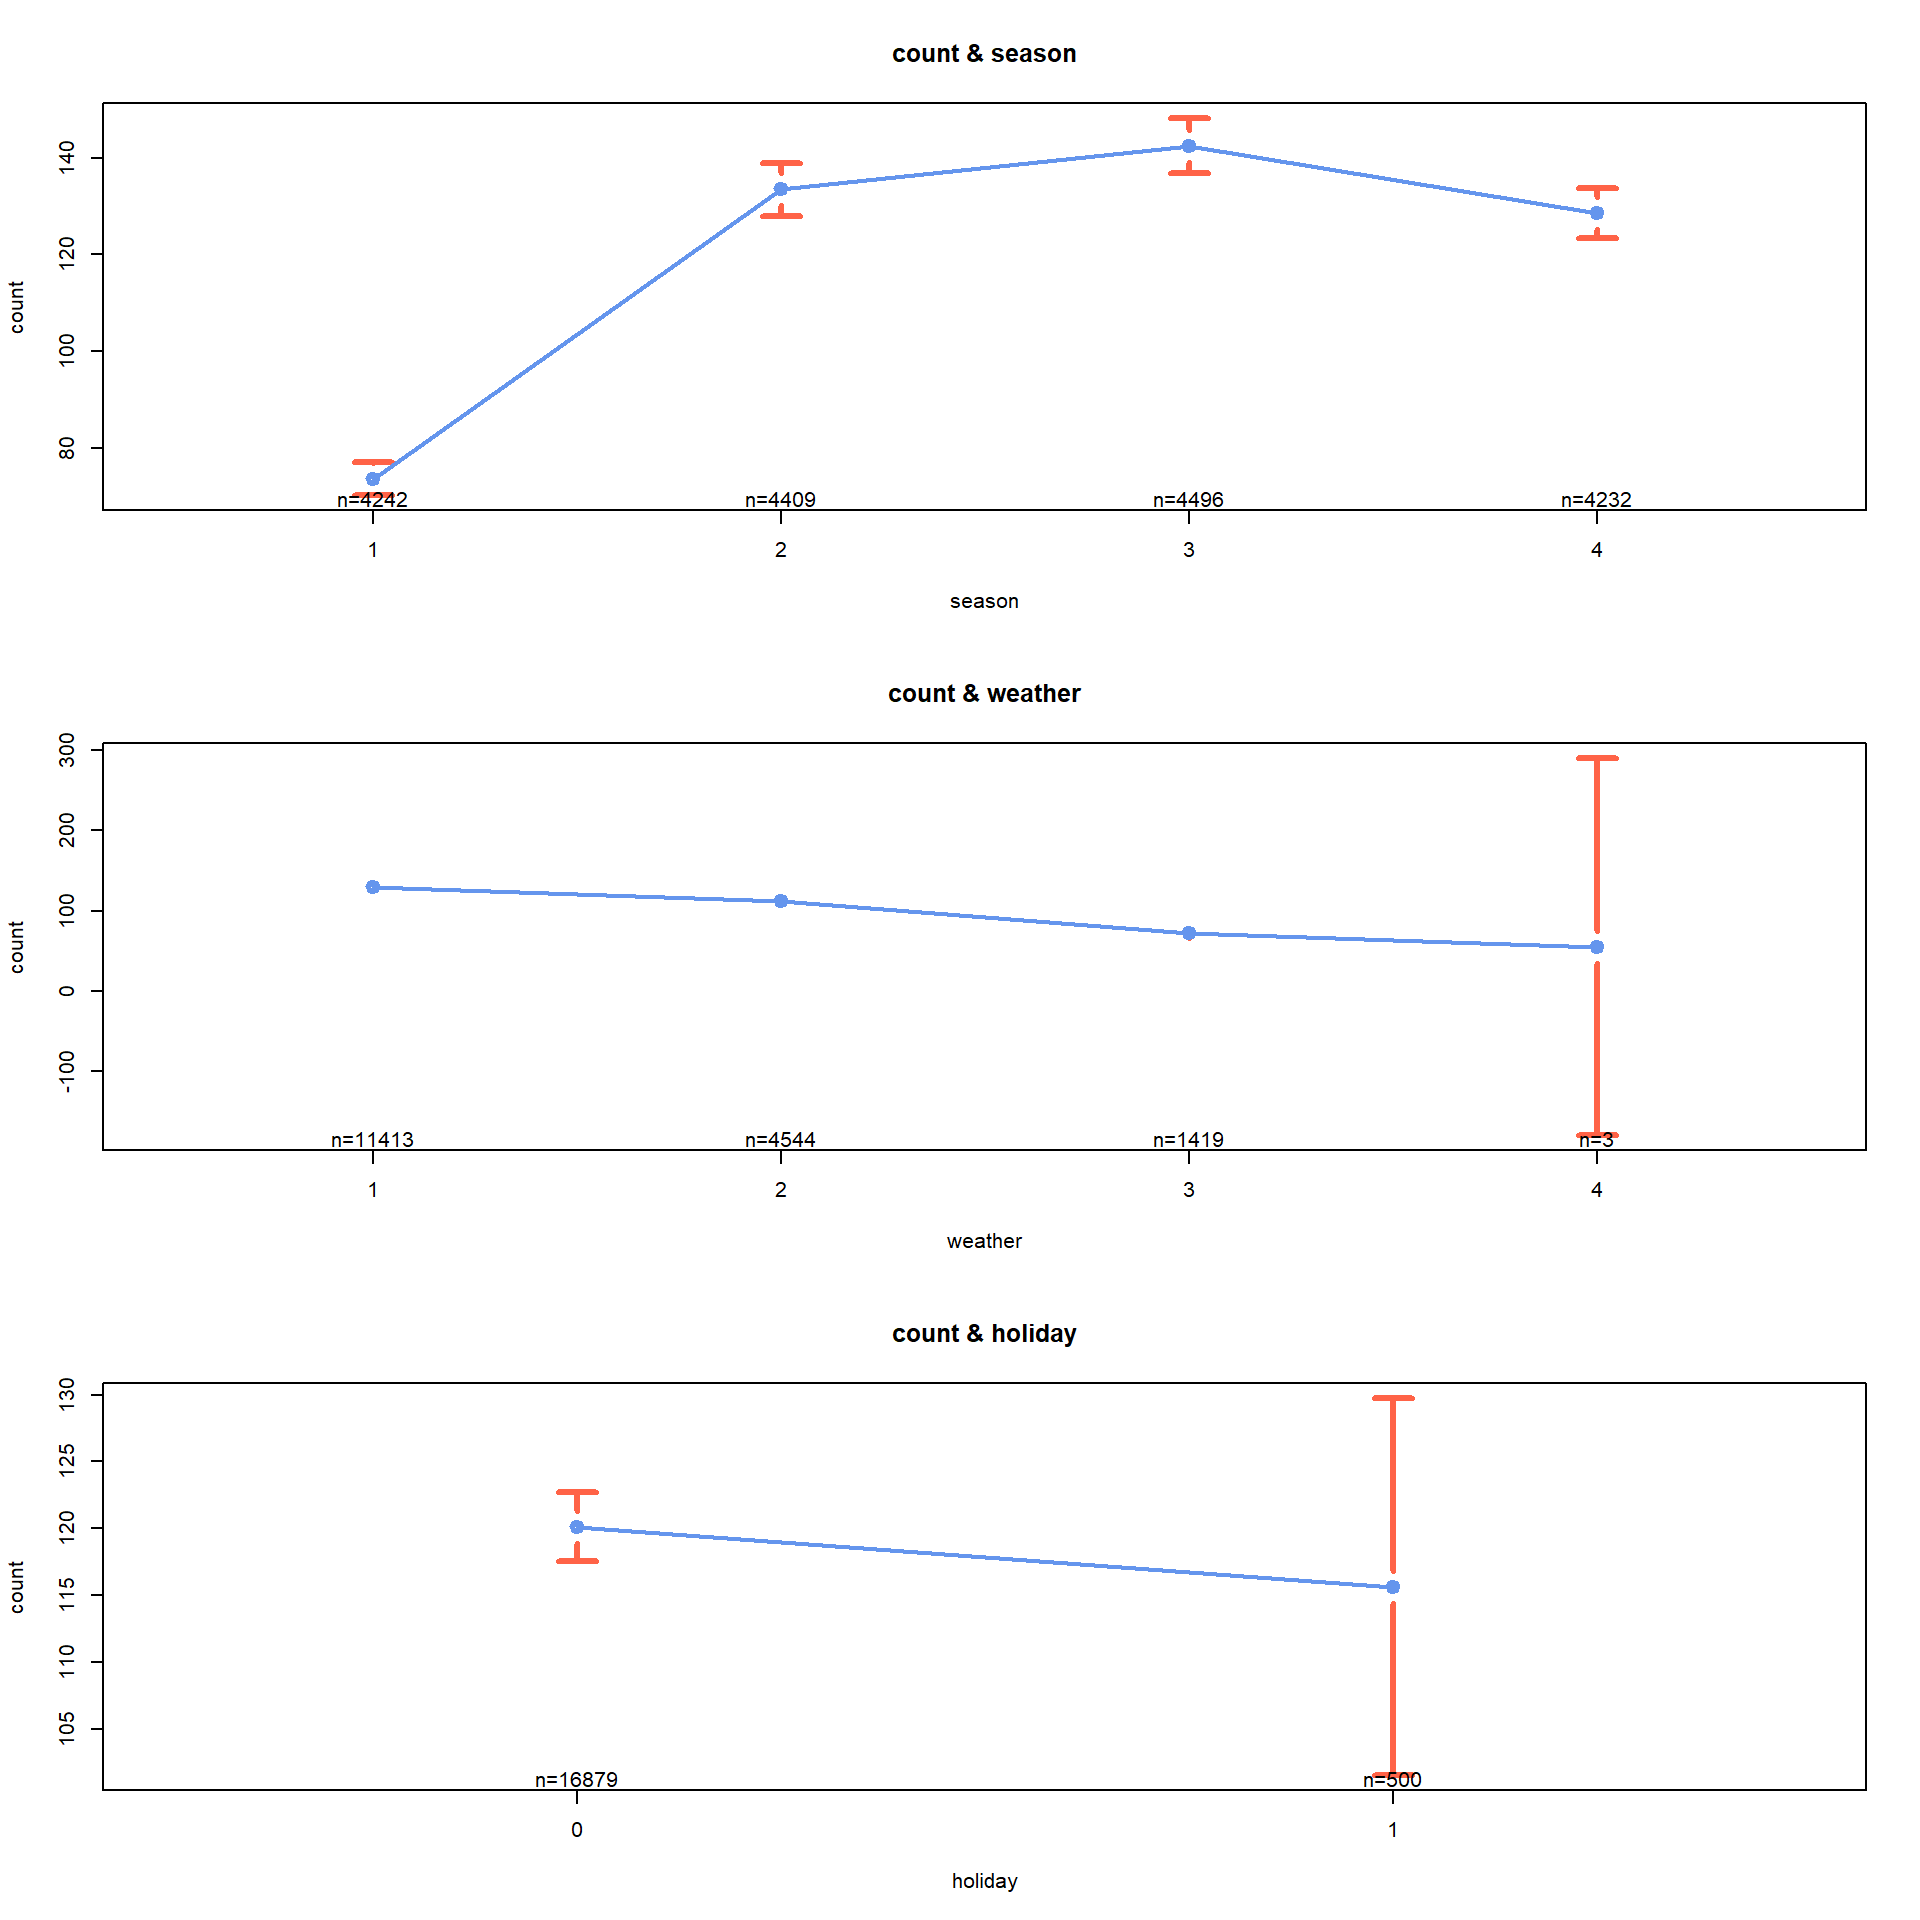 count & season
140
120
100
80
count
n=4242 n=4409 n=4496 n=4232
1 2 3 4
season
count & weather
300
200
100
0
-100
count
n=11413 n=4544 n=1419 n=3
1 2 3 4
weather
count & holiday
130
125
120
115
110
105
count
n=16879 n=500
0 1
holiday